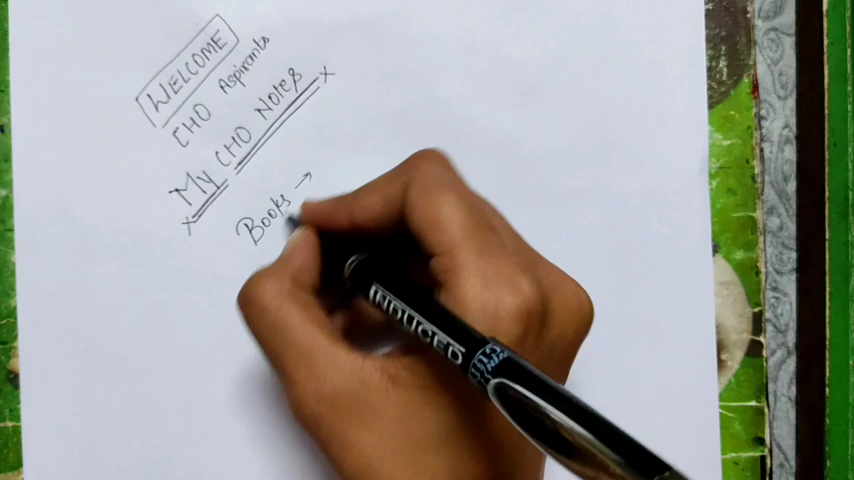 WELCOME
CHO Aspirants
My CHO Notes
Books →
INDUCED